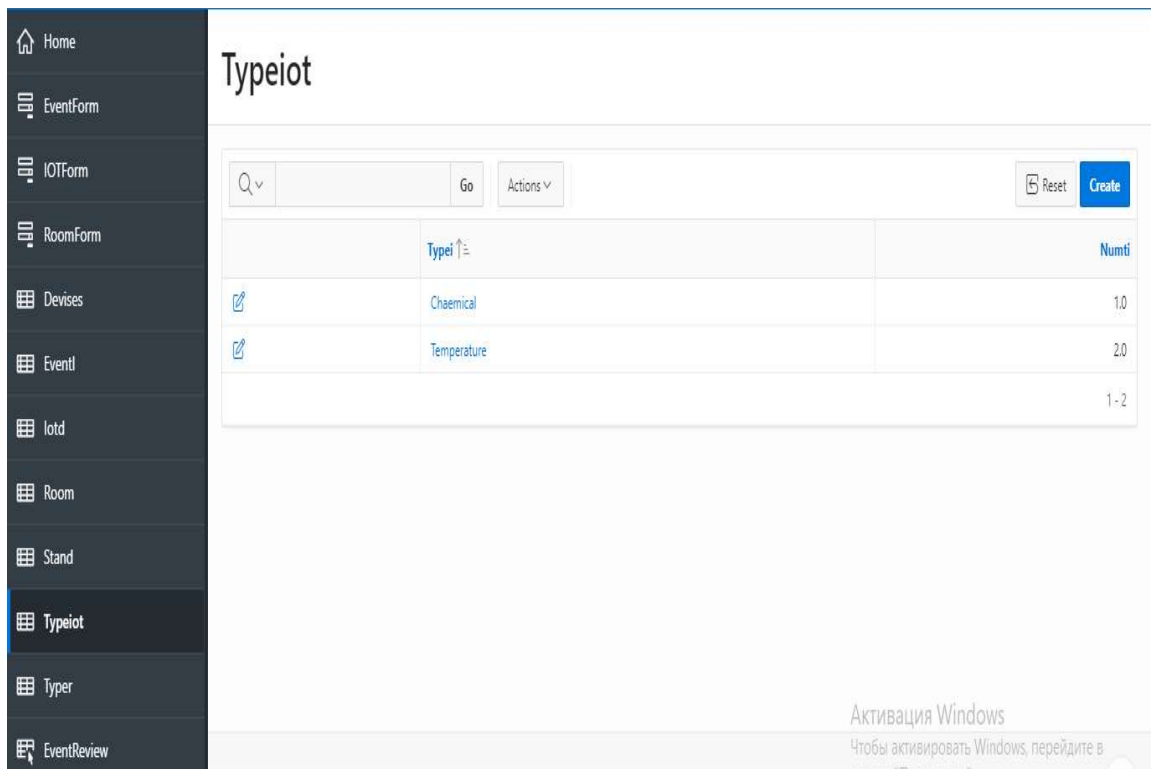 Home
EventForm
IOTForm
RoomForm
Devises
EventI
Iotd
Room
Stand
Typeiot
Typer
EventReview
Typeiot
Go
Actions
Reset
Create
Typei
Numti
Chaemical
1.0
Temperature
2.0
1 - 2
Активация Windows
Чтобы активировать Windows, перейдите в